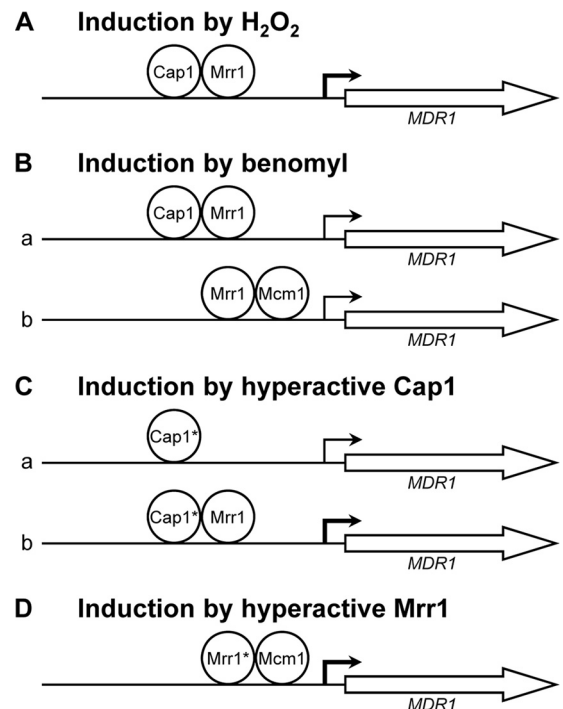 A Induction by H₂O₂
Cap1 Mrr1
MDR1
B Induction by benomyl
Cap1 Mrr1
a
MDR1
Mrr1 Mcm1
b
MDR1
C Induction by hyperactive Cap1
Cap1*
a
MDR1
Cap1* Mrr1
b
MDR1
D Induction by hyperactive Mrr1
Mrr1* Mcm1
MDR1